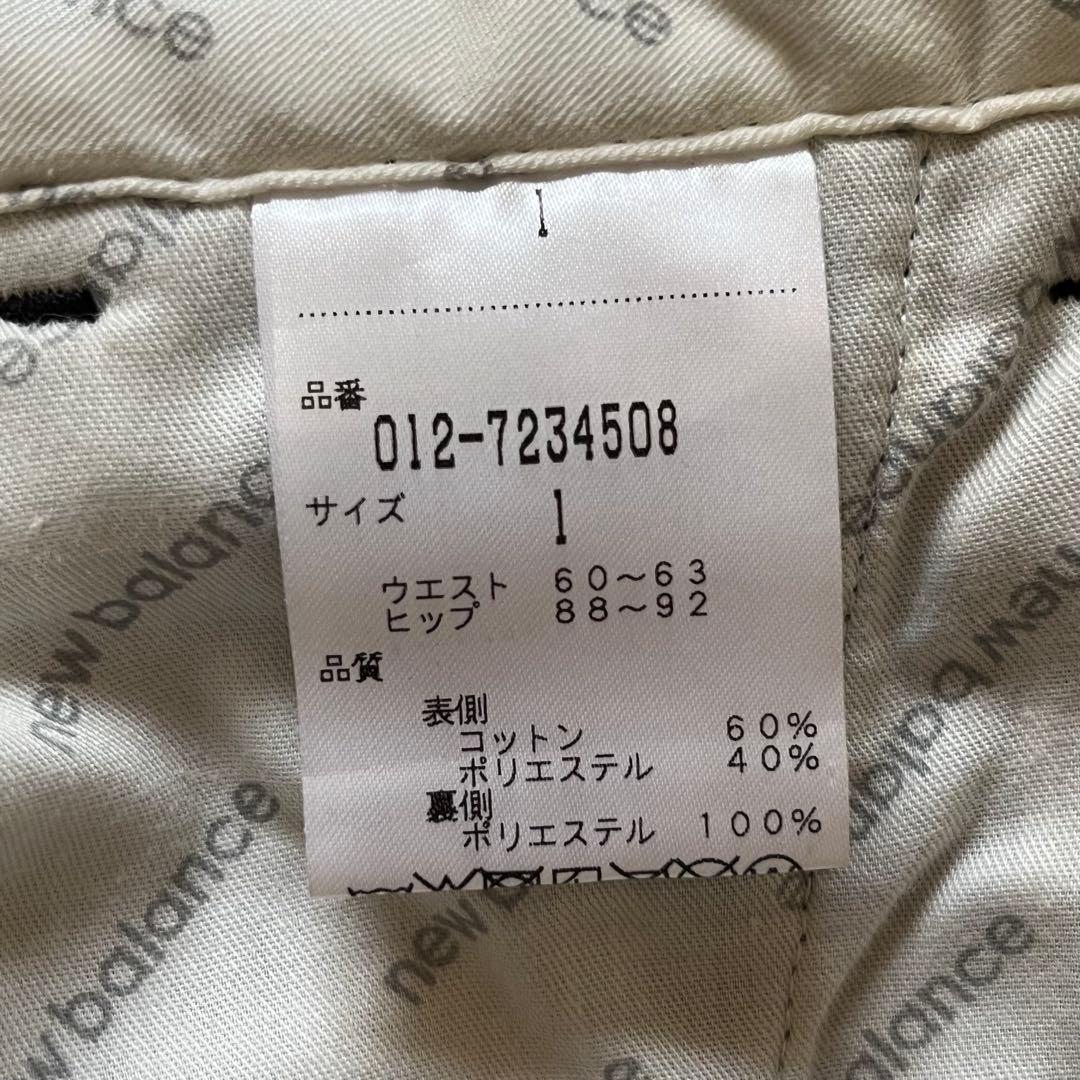 1
品番
012-7234508
サイズ 1
ウエスト 60～63
ヒップ 88～92
品質
表側
コットン 60%
ポリエステル 40%
裏側
ポリエステル 100%
new balance
new balance
new balance
new balance
balance